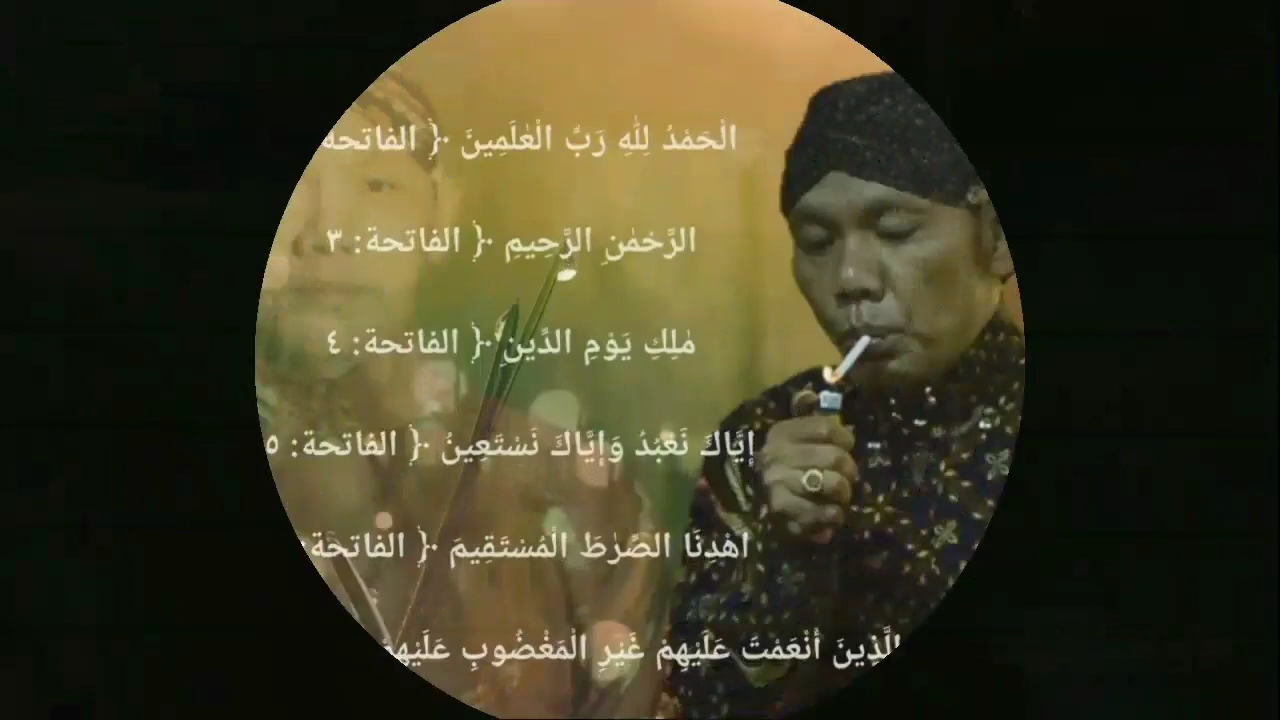 الْحَمْدُ لِلّٰهِ رَبِّ الْعٰلَمِينَ ﴿ الفاتحة
الرَّحْمٰنِ الرَّحِيمِ ﴿ الفاتحة: ٣
مٰلِكِ يَوْمِ الدِّينِ ﴿ الفاتحة: ٤
إِيَّاكَ نَعْبُدُ وَإِيَّاكَ نَسْتَعِينُ ﴿ الفاتحة: ٥
اهْدِنَا الصِّرٰطَ الْمُسْتَقِيمَ ﴿ الفاتحة:
الَّذِينَ أَنْعَمْتَ عَلَيْهِمْ غَيْرِ الْمَغْضُوبِ عَلَيْهِمْ